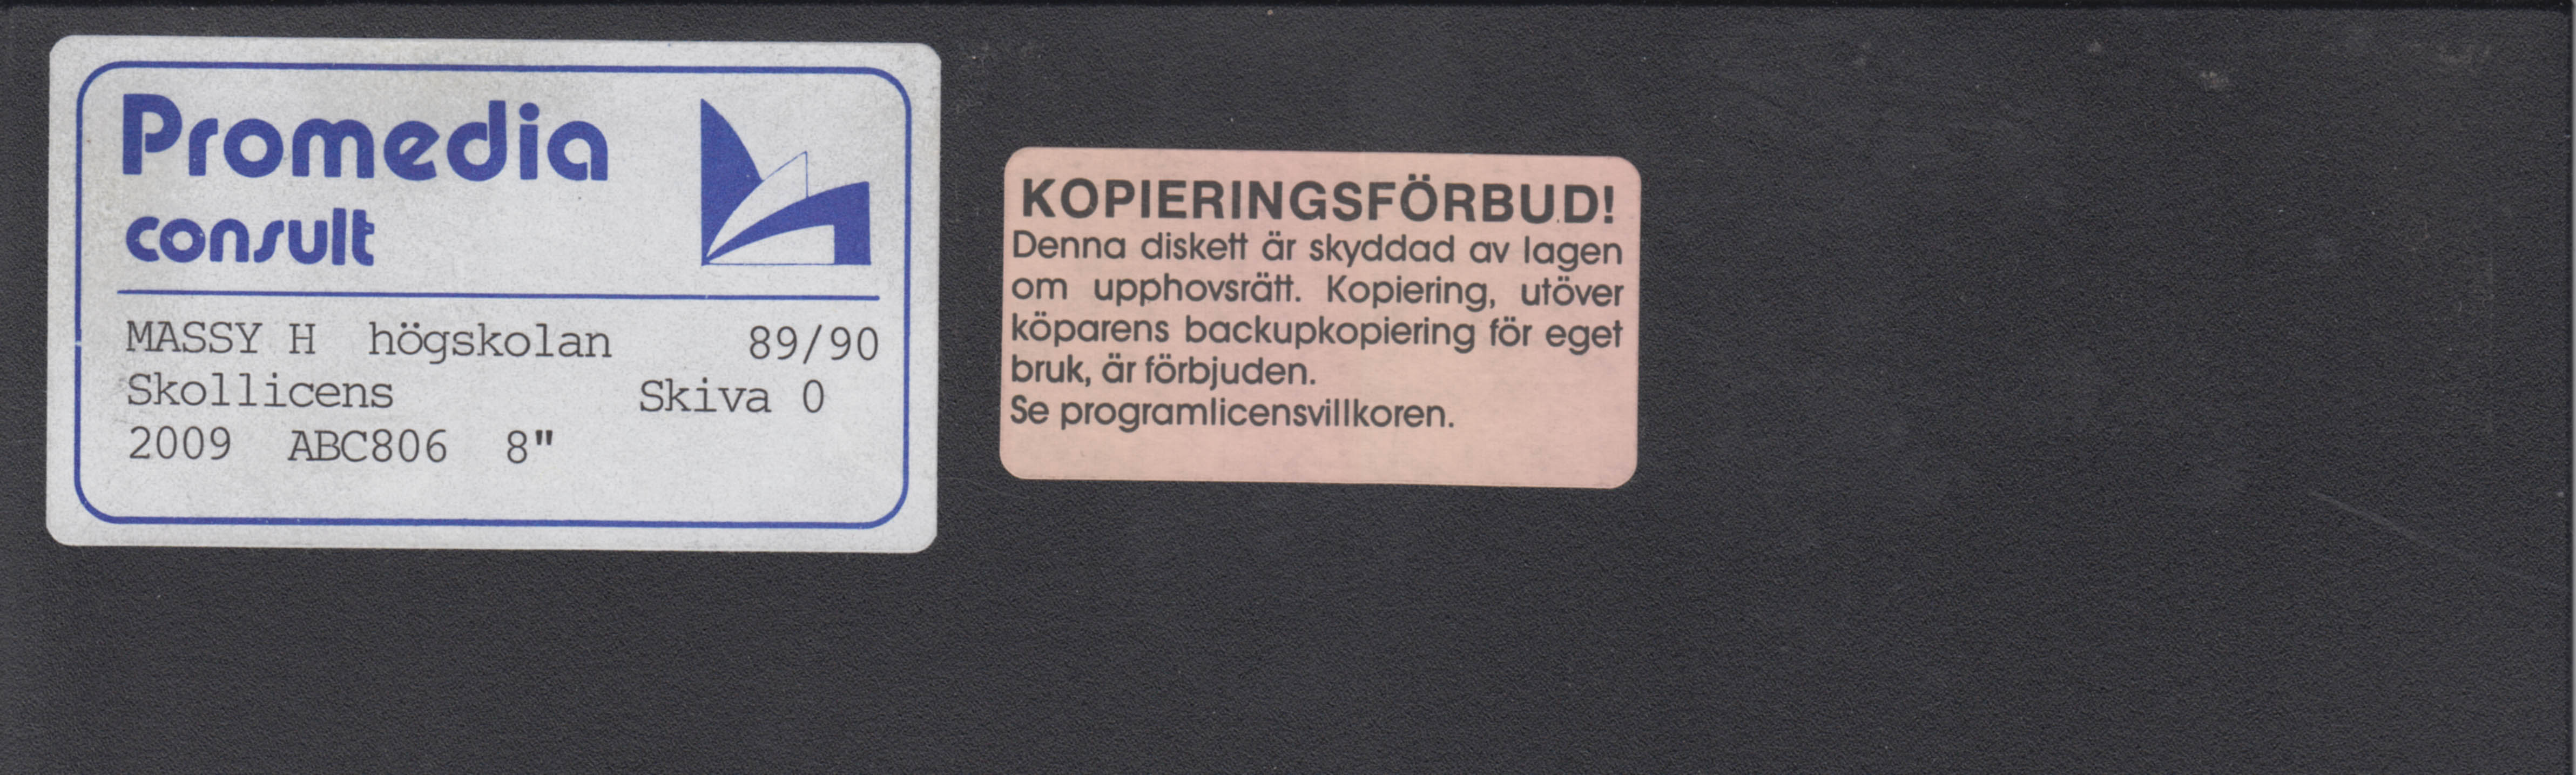 Promedia
consult
MASSY H högskolan 89/90
Skollicens Skiva 0
2009 ABC806 8"
KOPIERINGSFÖRBUD!
Denna diskett är skyddad av lagen
om upphovsrätt. Kopiering, utöver
köparens backupkopiering för eget
bruk, är förbjuden.
Se programlicensvillkoren.